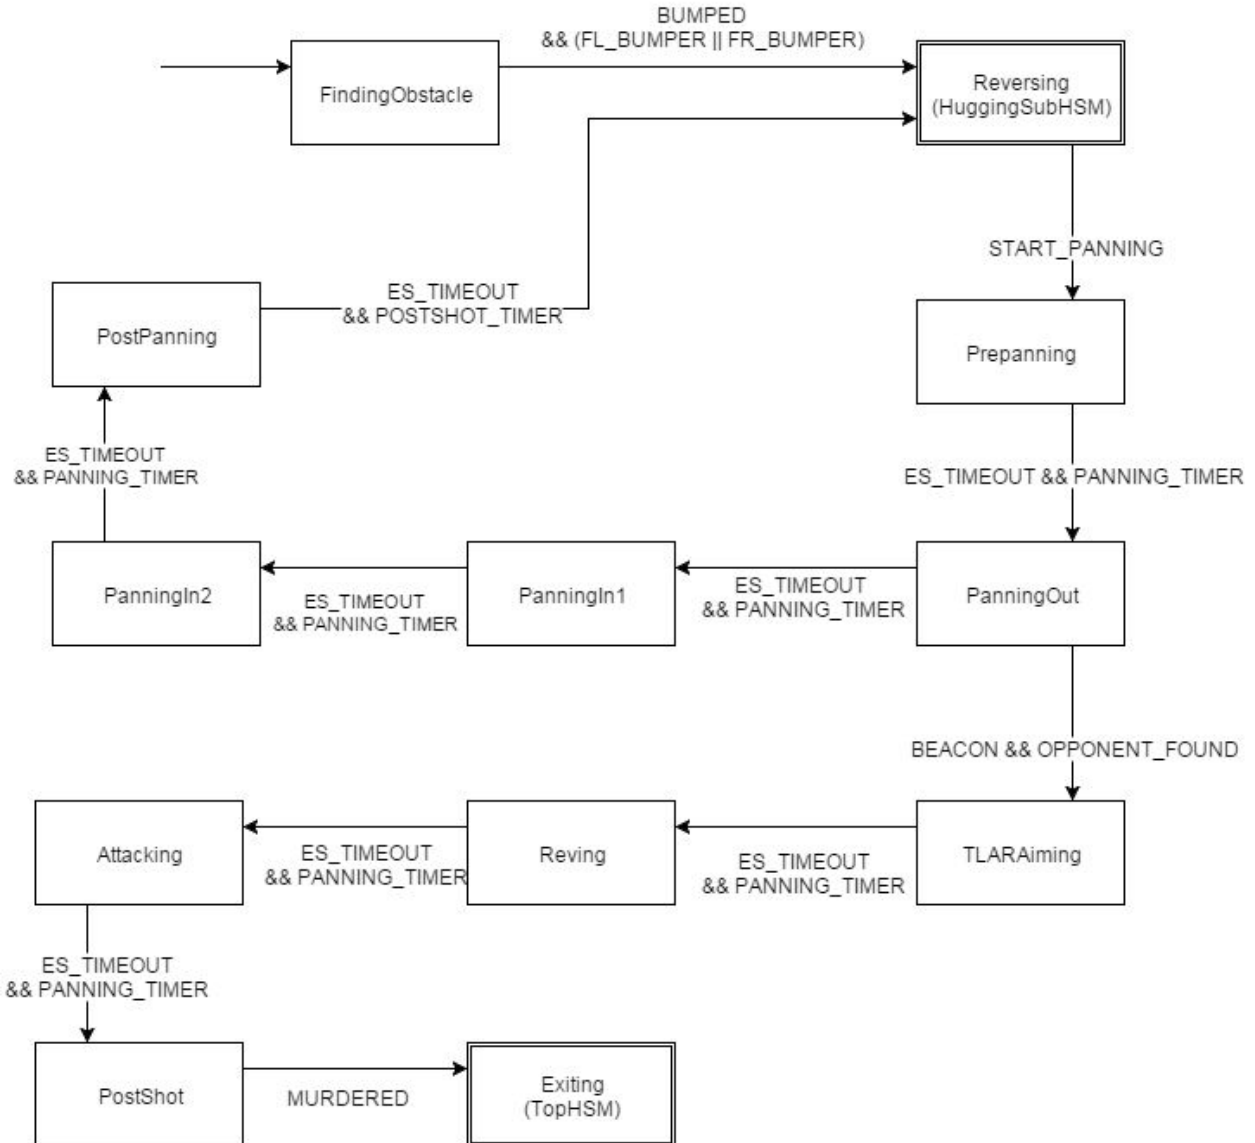 BUMPED
&& (FL_BUMPER || FR_BUMPER)
FindingObstacle
Reversing
(HuggingSubHSM)
START_PANNING
ES_TIMEOUT
&& POSTSHOT_TIMER
PostPanning
Prepanning
ES_TIMEOUT
&& PANNING_TIMER
ES_TIMEOUT && PANNING_TIMER
PanningIn2
ES_TIMEOUT
&& PANNING_TIMER
PanningIn1
ES_TIMEOUT
&& PANNING_TIMER
PanningOut
BEACON && OPPONENT_FOUND
Attacking
ES_TIMEOUT
&& PANNING_TIMER
Reving
ES_TIMEOUT
&& PANNING_TIMER
TLARAiming
ES_TIMEOUT
&& PANNING_TIMER
PostShot
MURDERED
Exiting
(TopHSM)